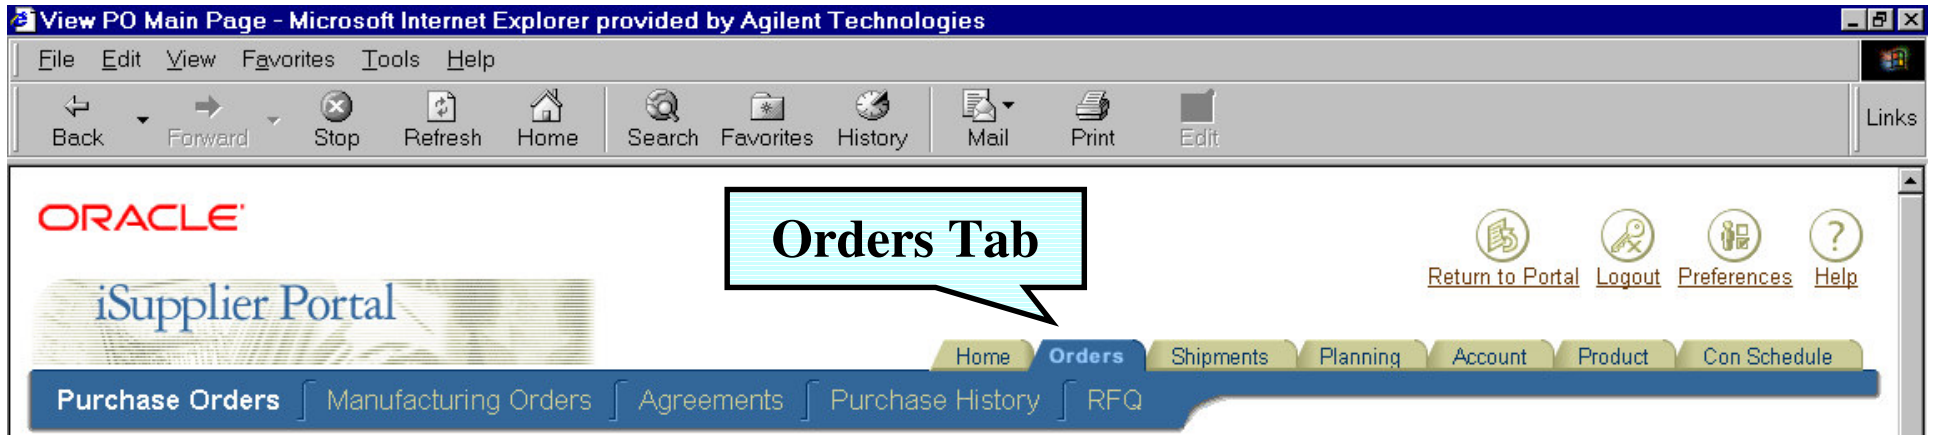 View PO Main Page - Microsoft Internet Explorer provided by Agilent Technologies
File Edit View Favorites Tools Help
Back Forward Stop Refresh Home Search Favorites History Mail Print Edit Links
ORACLE
Orders Tab
Return to Portal Logout Preferences Help
iSupplier Portal
Home Orders Shipments Planning Account Product Con Schedule
Purchase Orders Manufacturing Orders Agreements Purchase History RFQ